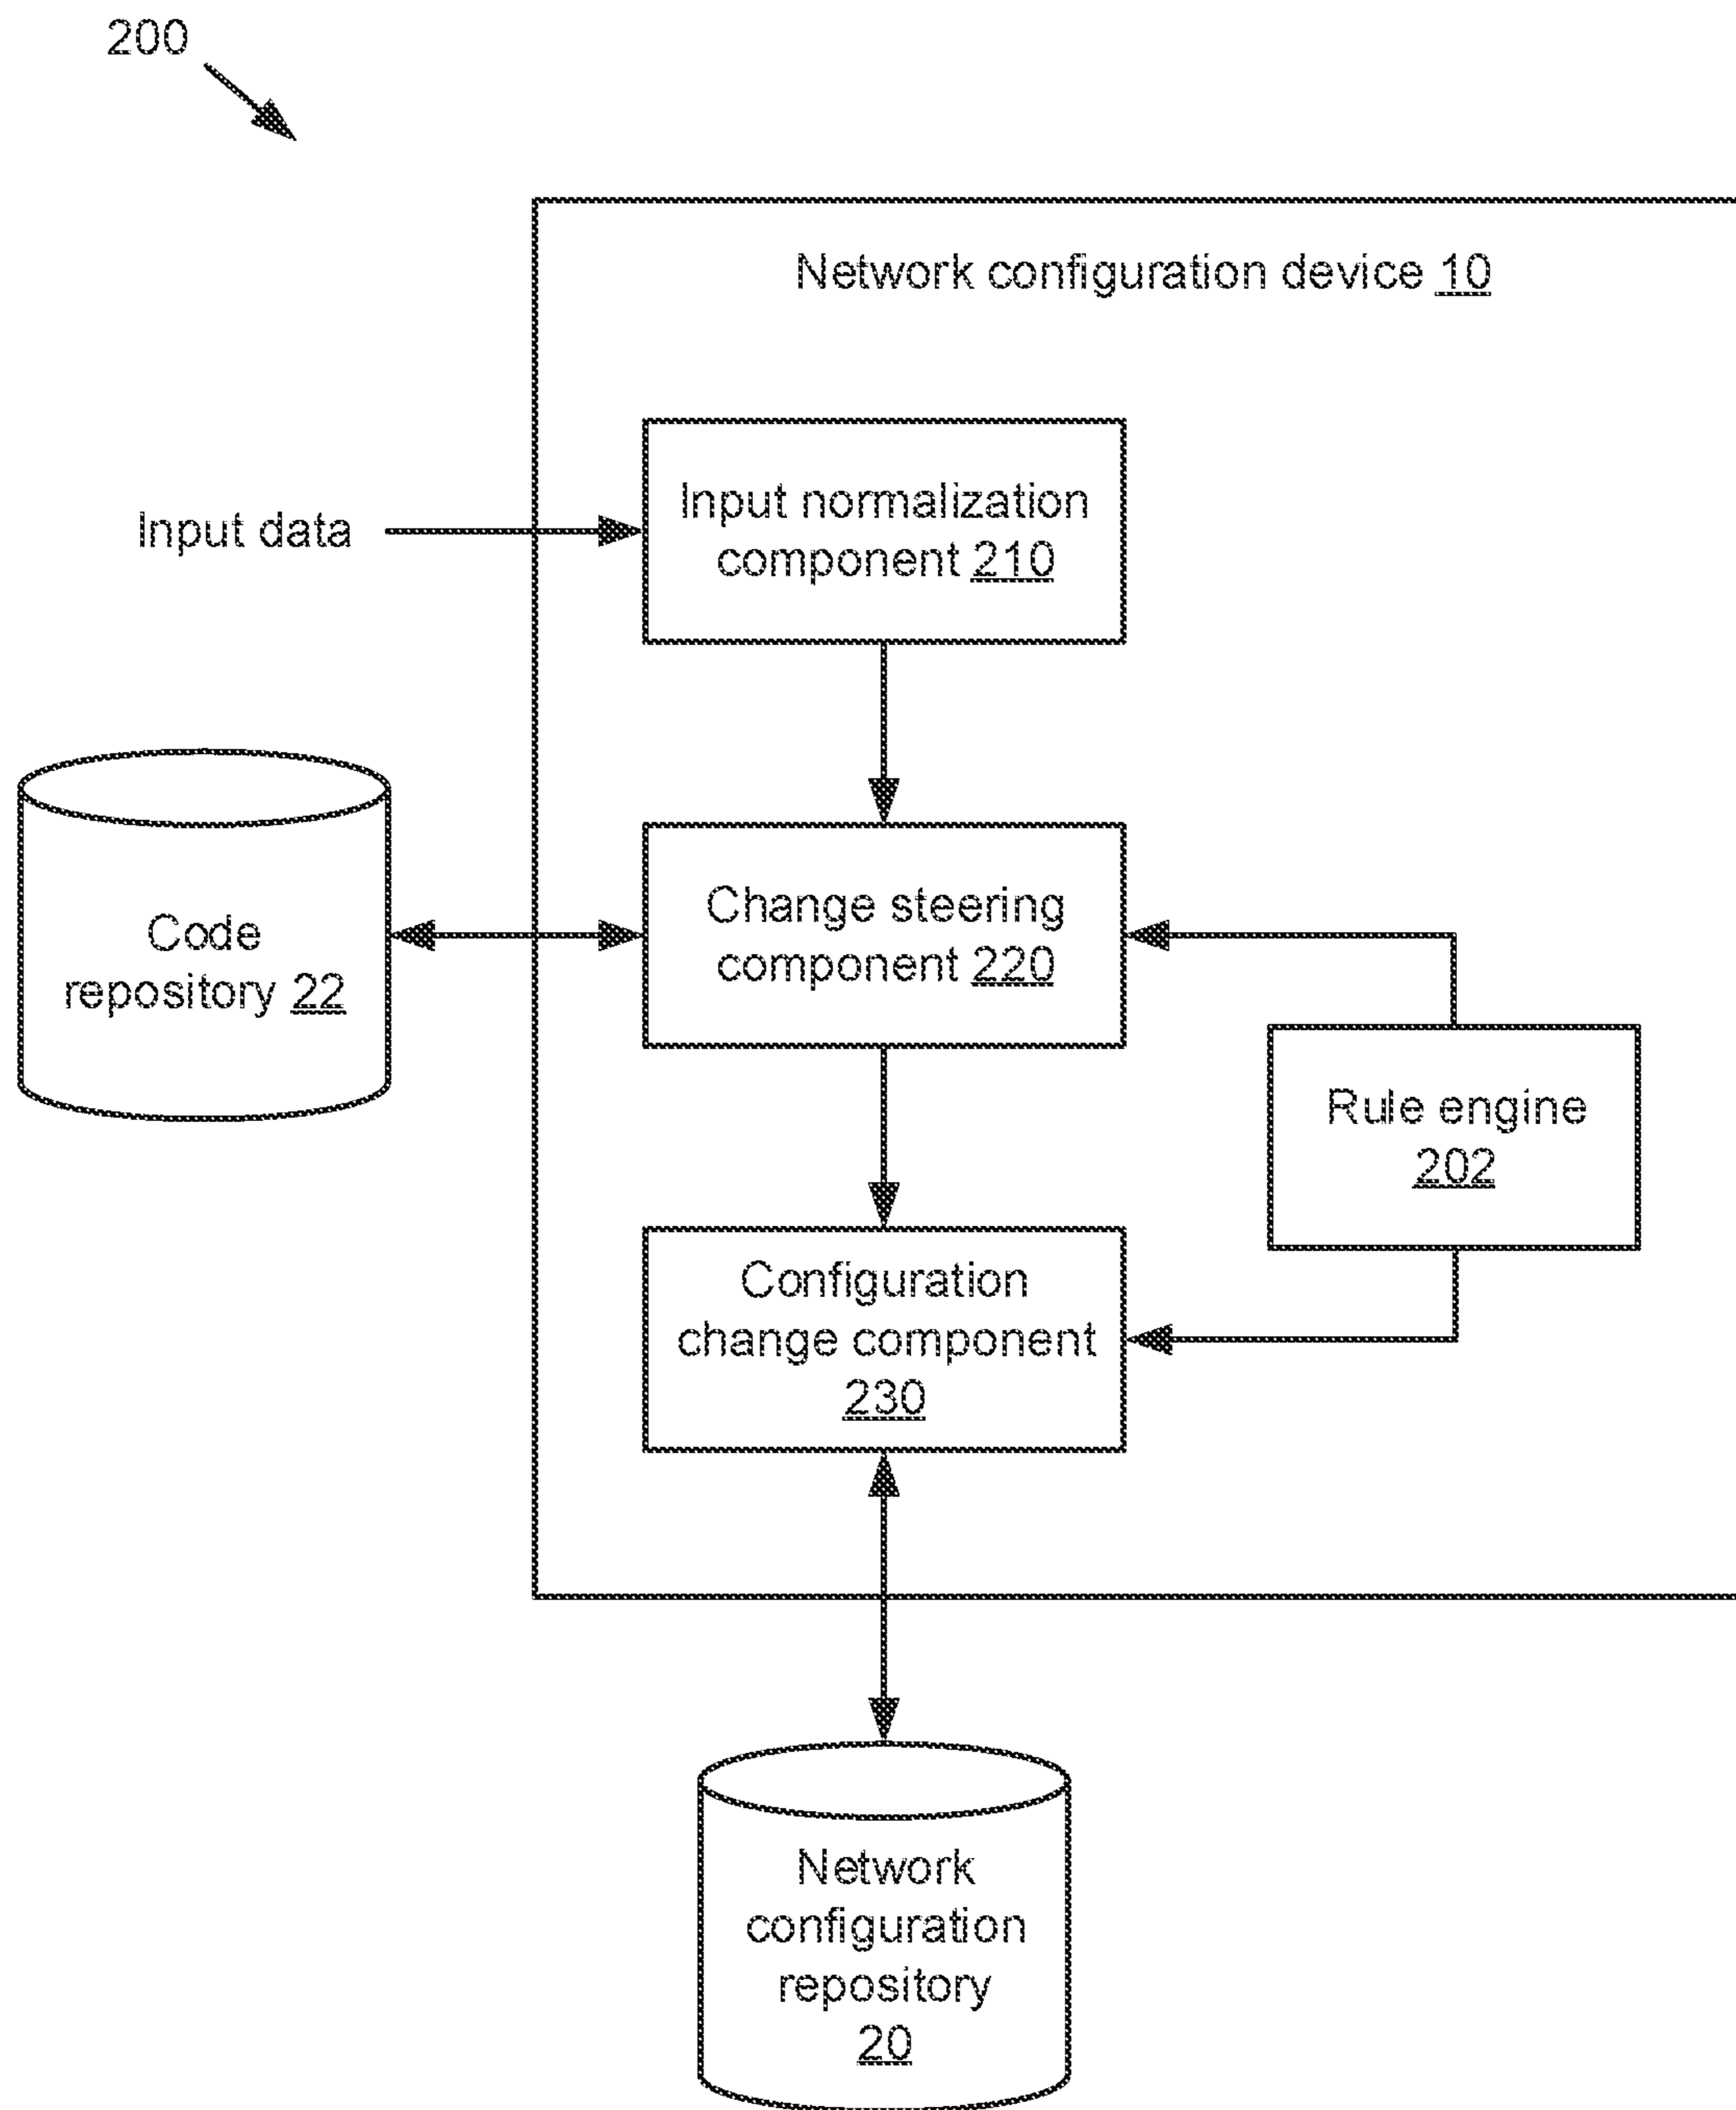 200
Network configuration device 10
Input data
Input normalization
component 210
Code
repository 22
Change steering
component 220
Rule engine
202
Configuration
change component
230
Network
configuration
repository
20